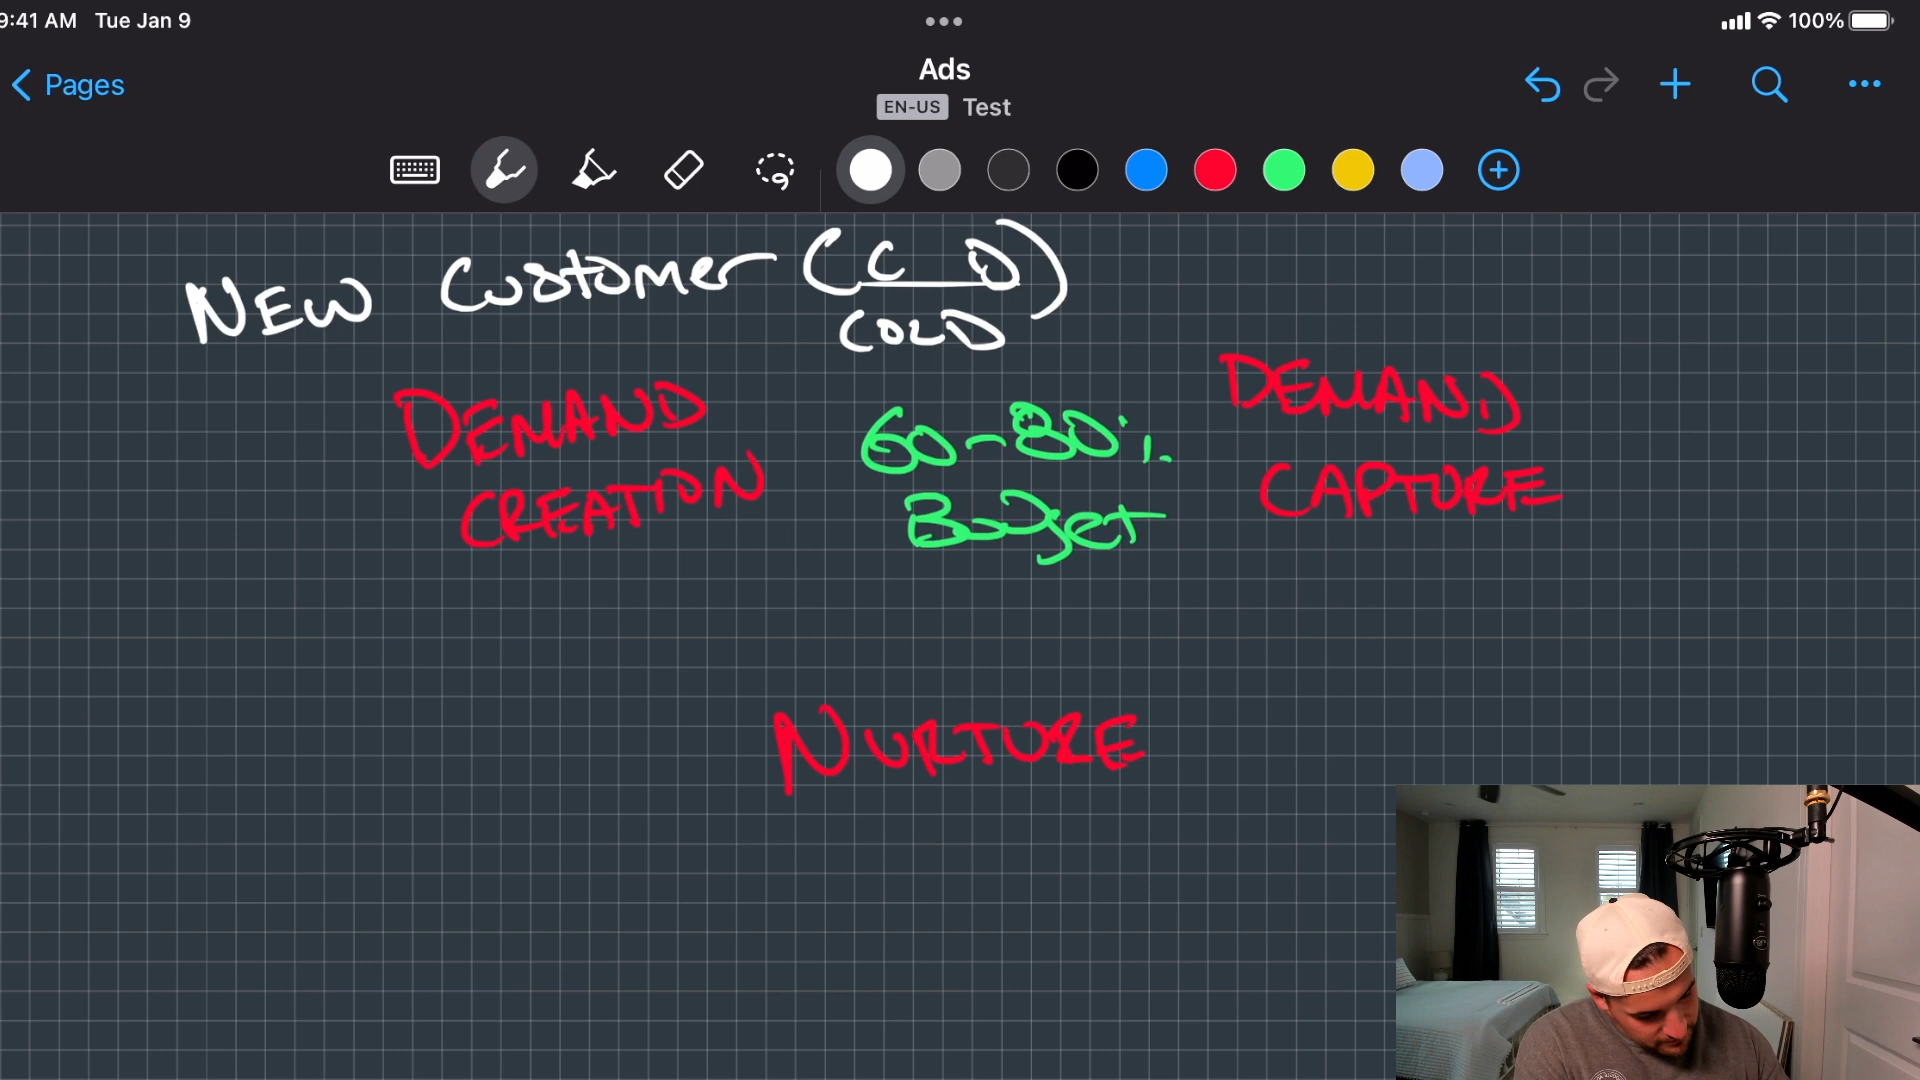 9:41 AM Tue Jan 9
100%
Pages
Ads
EN-US Test
NEW Customer (C D)
COLD
DEMAND
CREATION
60-80%
Budget
DEMAND
CAPTURE
NURTURE